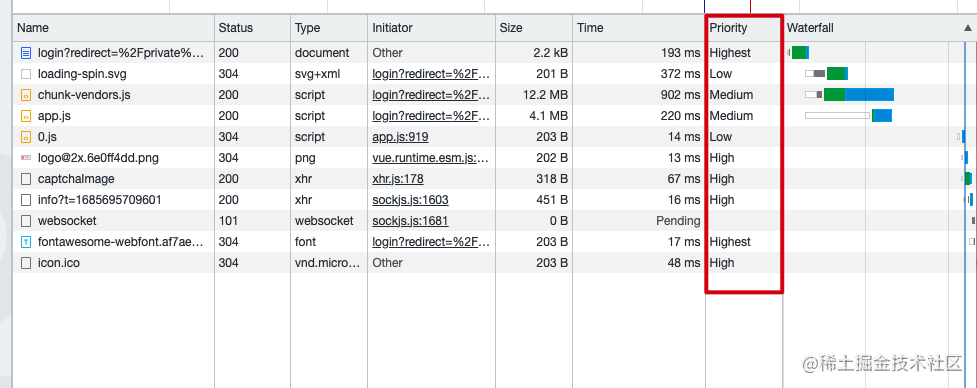 Name Status Type Initiator Size Time Priority Waterfall
login?redirect=%2Fprivate%... 200 document Other 2.2 kB 193 ms Highest
loading-spin.svg 304 svg+xml login?redirect=%2F... 201 B 372 ms Low
chunk-vendors.js 200 script login?redirect=%2F... 12.2 MB 902 ms Medium
app.js 200 script login?redirect=%2F... 4.1 MB 220 ms Medium
0.js 304 script app.js:919 203 B 14 ms Low
logo@2x.6e0ff4dd.png 304 png vue.runtime.esm.js:... 202 B 13 ms High
captchaImage 200 xhr xhr.js:178 318 B 67 ms High
info?t=1685695709601 200 xhr sockjs.js:1603 451 B 16 ms High
websocket 101 websocket sockjs.js:1681 0 B Pending
fontawesome-webfont.af7ae... 304 font login?redirect=%2F... 203 B 17 ms Highest
icon.ico 304 vnd.micro... Other 203 B 48 ms High
@稀土掘金技术社区